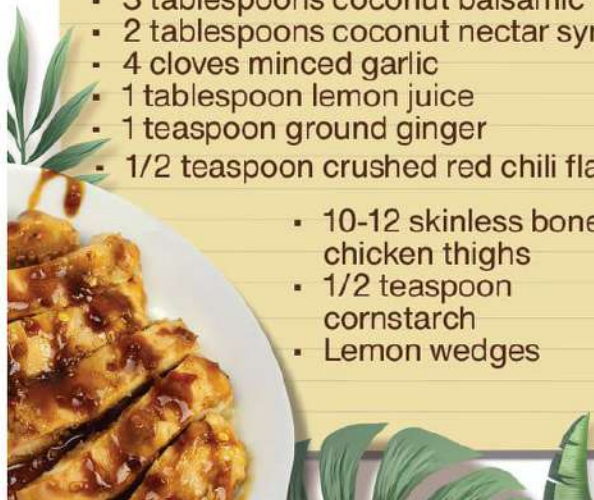 tablespoons coconut balsamic
▪ 2 tablespoons coconut nectar
▪ 4 cloves minced garlic
▪ 1 tablespoon lemon juice
▪ 1 teaspoon ground ginger
▪ 1/2 teaspoon crushed red chili
▪ 10-12 skinless
chicken thighs
▪ 1/2 teaspoon
cornstarch
▪ Lemon wedges